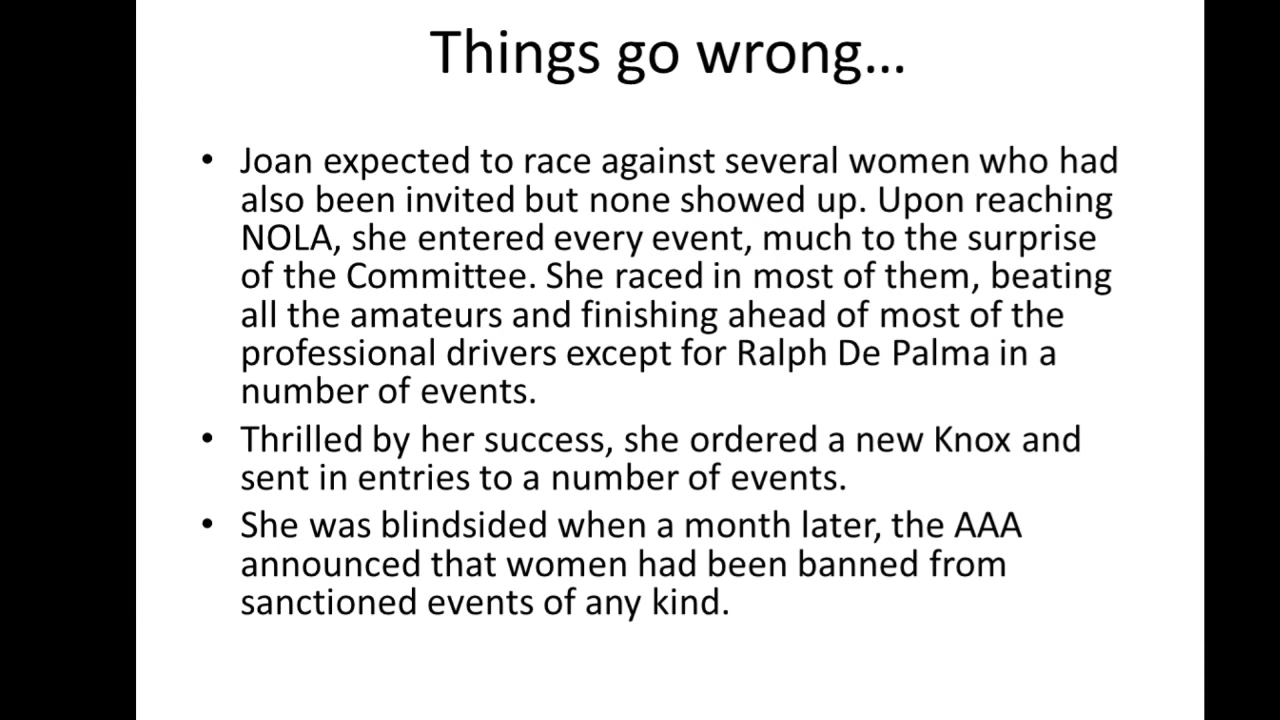 Things go wrong...
• Joan expected to race against several women who had
also been invited but none showed up. Upon reaching
NOLA, she entered every event, much to the surprise
of the Committee. She raced in most of them, beating
all the amateurs and finishing ahead of most of the
professional drivers except for Ralph De Palma in a
number of events.
• Thrilled by her success, she ordered a new Knox and
sent in entries to a number of events.
• She was blindsided when a month later, the AAA
announced that women had been banned from
sanctioned events of any kind.